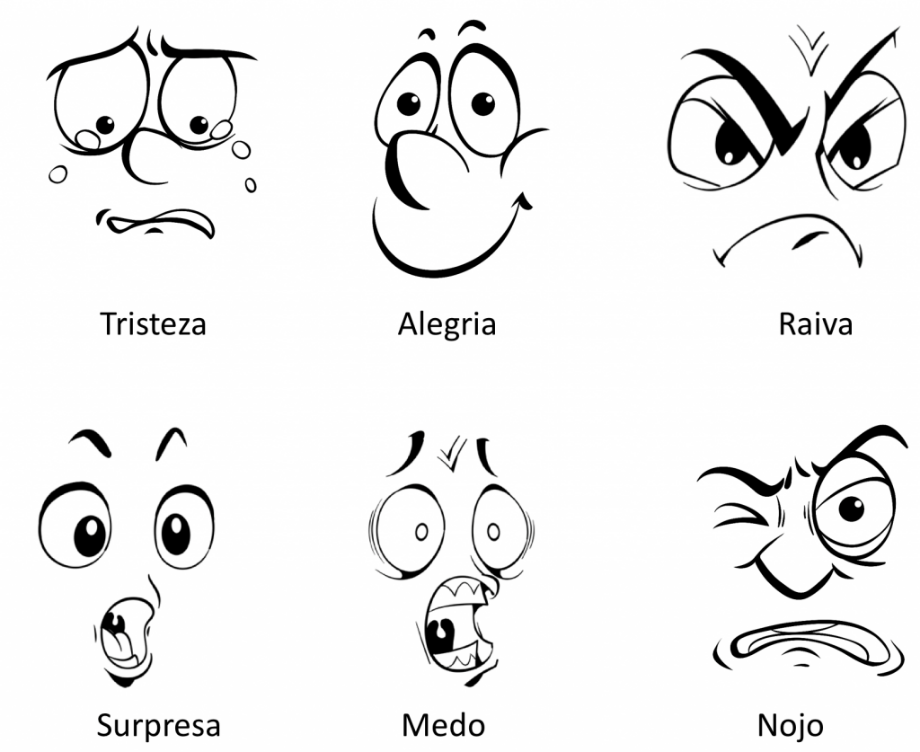 Tristeza
Alegria
Raiva
Surpresa
Medo
Nojo